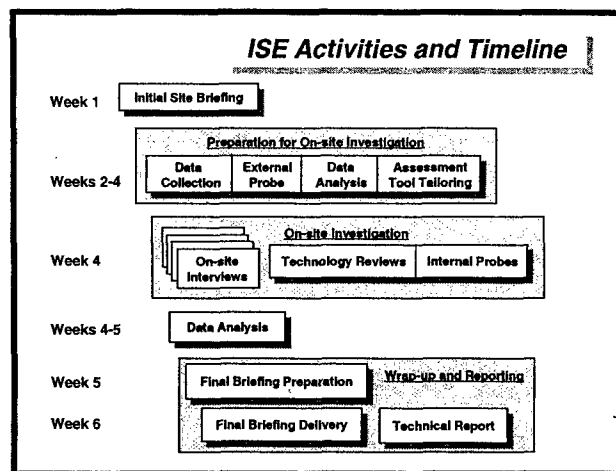 ISE Activities and Timeline
Week 1
Initial Site Briefing
Preparation for On-site Investigation
Weeks 2-4
Data Collection
External Probe
Data Analysis
Assessment Tool Tailoring
On-site Investigation
Week 4
On-site Interviews
Technology Reviews
Internal Probes
Weeks 4-5
Data Analysis
Week 5
Final Briefing Preparation
Wrap-up and Reporting
Week 6
Final Briefing Delivery
Technical Report